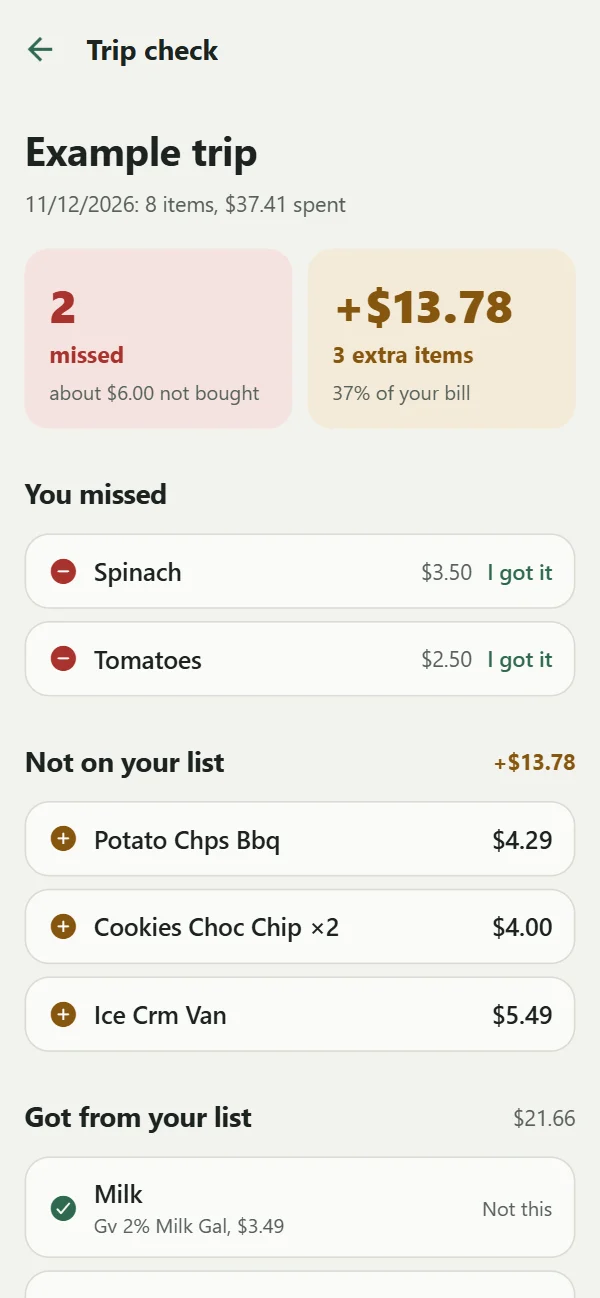 Trip check
Example trip
11/12/2026: 8 items, $37.41 spent
2
missed
about $6.00 not bought
+$13.78
3 extra items
37% of your bill
You missed
Spinach $3.50 I got it
Tomatoes $2.50 I got it
Not on your list +$13.78
Potato Chps Bbq $4.29
Cookies Choc Chip ×2 $4.00
Ice Crm Van $5.49
Got from your list $21.66
Milk
Gv 2% Milk Gal, $3.49 Not this